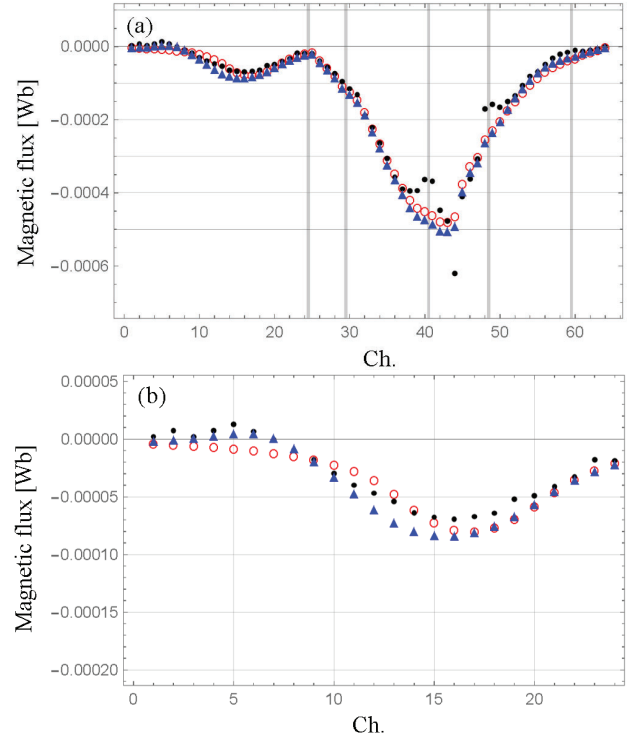 (a)
0.0000
−0.0002
−0.0004
−0.0006
Magnetic flux [Wb]
0 10 20 30 40 50 60
Ch.
(b)
0.00005
0.00000
−0.00005
−0.00010
−0.00015
−0.00020
Magnetic flux [Wb]
0 5 10 15 20
Ch.